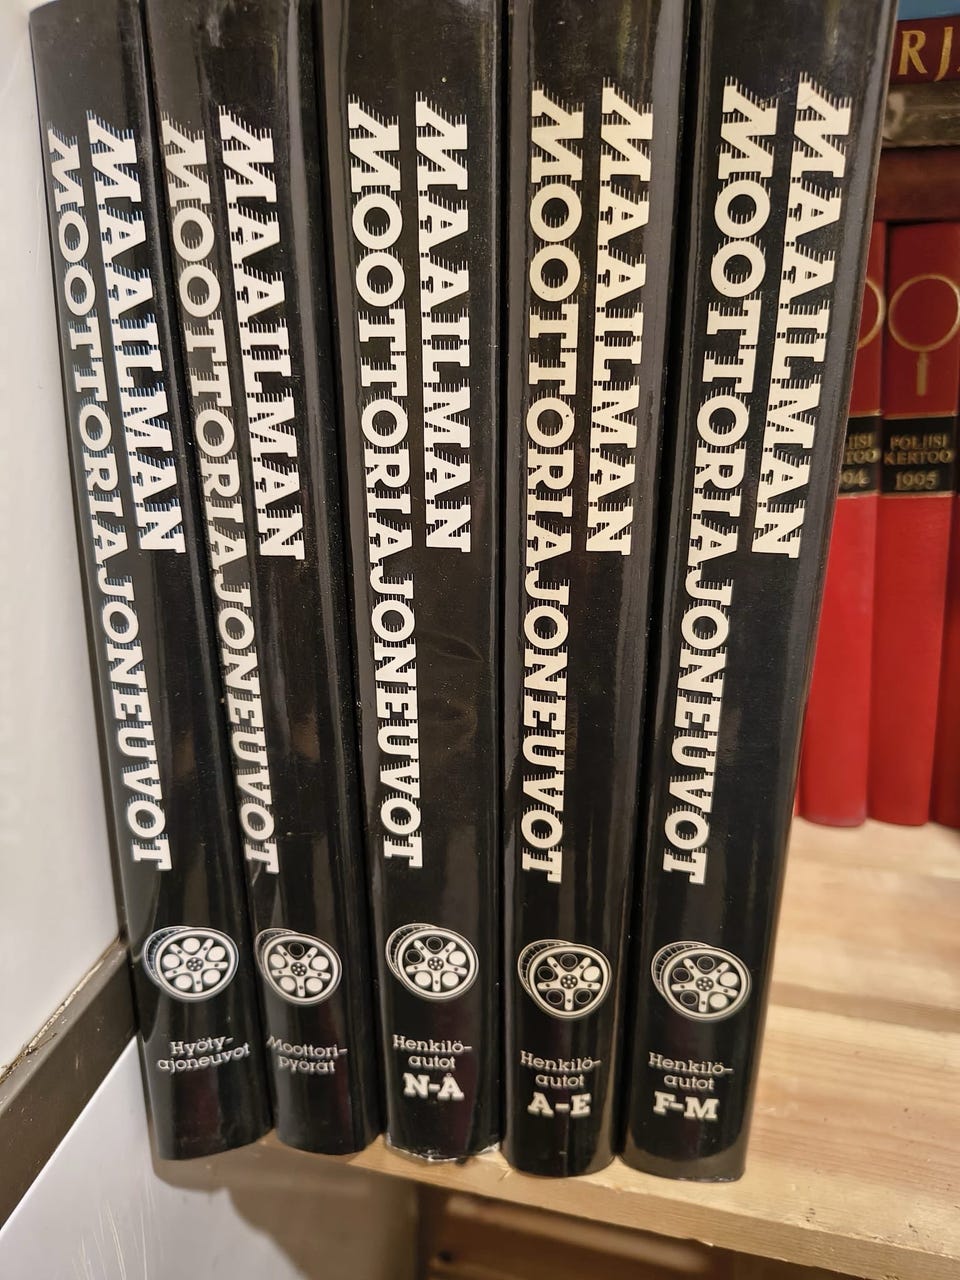 MAAILMAN
MOOTTORIAJONEUVOT
Hyöty-
ajoneuvot
MAAILMAN
MOOTTORIAJONEUVOT
Moottori-
pyörät
MAAILMAN
MOOTTORIAJONEUVOT
Henkilö-
autot
N-Å
MAAILMAN
MOOTTORIAJONEUVOT
Henkilö-
autot
A-E
MAAILMAN
MOOTTORIAJONEUVOT
Henkilö-
autot
F-M
POLIISI
KERTOO
1995